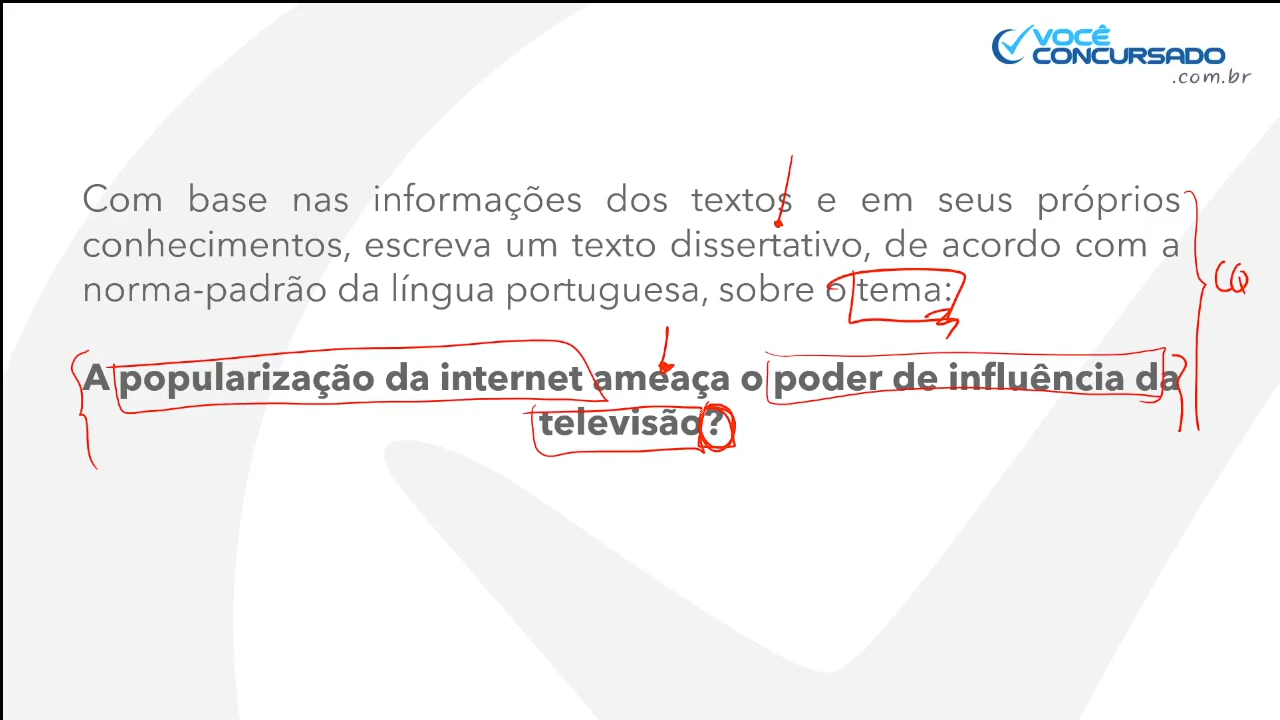 VOCÊ
CONCURSADO
.com.br
Com base nas informações dos textos e em seus próprios
conhecimentos, escreva um texto dissertativo, de acordo com a
norma-padrão da língua portuguesa, sobre o tema:
A popularização da internet ameaça o poder de influência da
televisão?